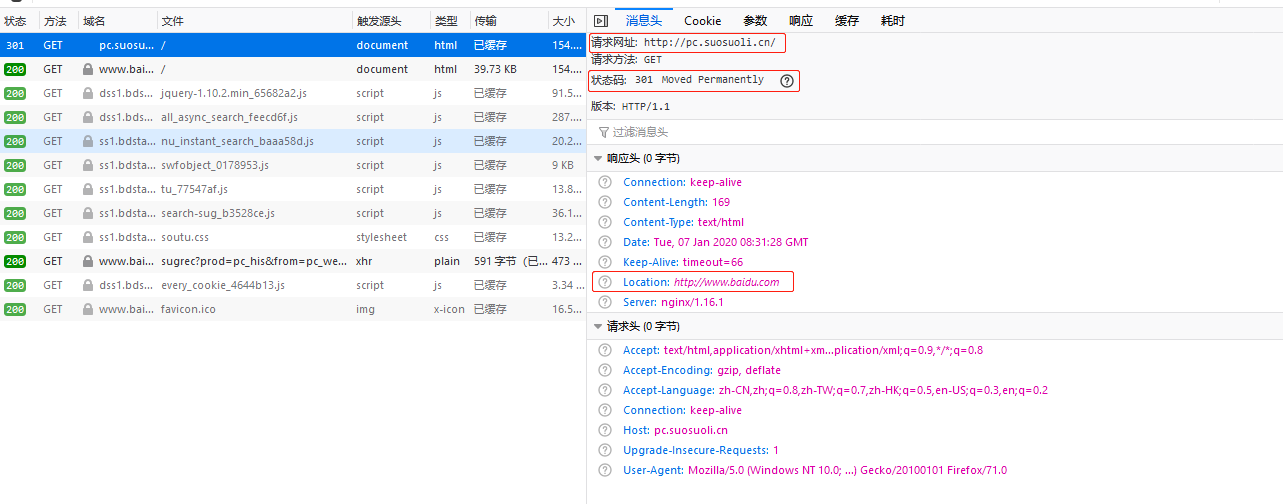 状态 方法 域名 文件 触发源头 类型 传输 大小
301 GET pc.suosu... / document html 已缓存 154....
200 GET www.bai... / document html 39.73 KB 154....
200 GET dss1.bds... jquery-1.10.2.min_65682a2.js script js 已缓存 91.5...
200 GET dss1.bds... all_async_search_feecd6f.js script js 已缓存 287....
200 GET ss1.bdsta... nu_instant_search_baaa58d.js script js 已缓存 20.2...
200 GET ss1.bdsta... swfobject_0178953.js script js 已缓存 9 KB
200 GET ss1.bdsta... tu_77547af.js script js 已缓存 13.8...
200 GET ss1.bdsta... search-sug_b3528ce.js script js 已缓存 36.1...
200 GET ss1.bdsta... soutu.css stylesheet css 已缓存 13.2...
200 GET www.bai... sugrec?prod=pc_his&from=pc_we... xhr plain 591 字节（已... 473 ...
200 GET dss1.bds... every_cookie_4644b13.js script js 已缓存 3.34 ...
200 GET www.bai... favicon.ico img x-icon 已缓存 16.5...
消息头 Cookie 参数 响应 缓存 耗时
请求网址: http://pc.suosuoli.cn/
请求方法: GET
状态码: 301 Moved Permanently ?
版本: HTTP/1.1
过滤消息头
响应头 (0 字节)
? Connection: keep-alive
? Content-Length: 169
? Content-Type: text/html
? Date: Tue, 07 Jan 2020 08:31:28 GMT
? Keep-Alive: timeout=66
? Location: http://www.baidu.com
? Server: nginx/1.16.1
请求头 (0 字节)
? Accept: text/html,application/xhtml+xm...plication/xml;q=0.9,*/*;q=0.8
? Accept-Encoding: gzip, deflate
? Accept-Language: zh-CN,zh;q=0.8,zh-TW;q=0.7,zh-HK;q=0.5,en-US;q=0.3,en;q=0.2
? Connection: keep-alive
? Host: pc.suosuoli.cn
? Upgrade-Insecure-Requests: 1
? User-Agent: Mozilla/5.0 (Windows NT 10.0; ...) Gecko/20100101 Firefox/71.0